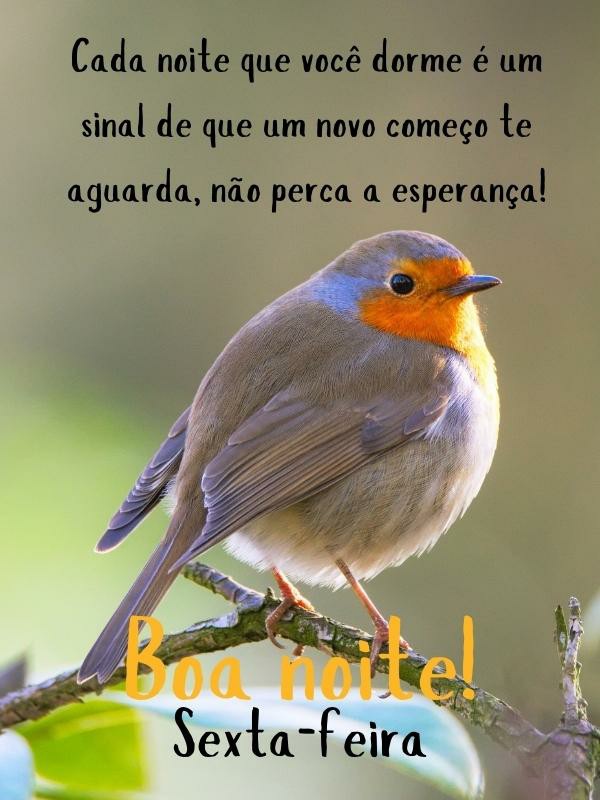 Cada noite que você dorme é um
sinal de que um novo começo te
aguarda, não perca a esperança!
Boa noite!
Sexta-feira